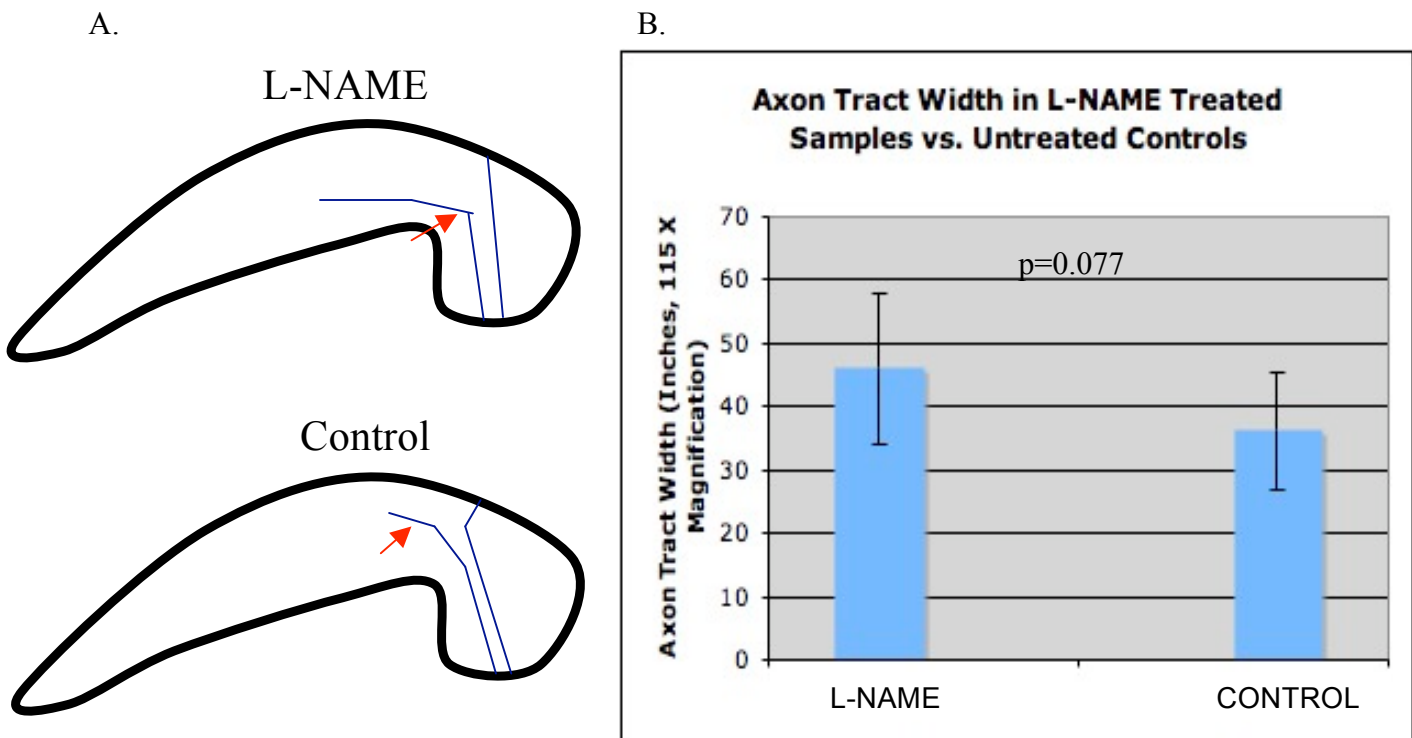 A.
L-NAME
Control
B.
Axon Tract Width in L-NAME Treated
Samples vs. Untreated Controls
Axon Tract Width (Inches, 115 X
Magnification)
70
60
50
40
30
20
10
0
p=0.077
L-NAME
CONTROL